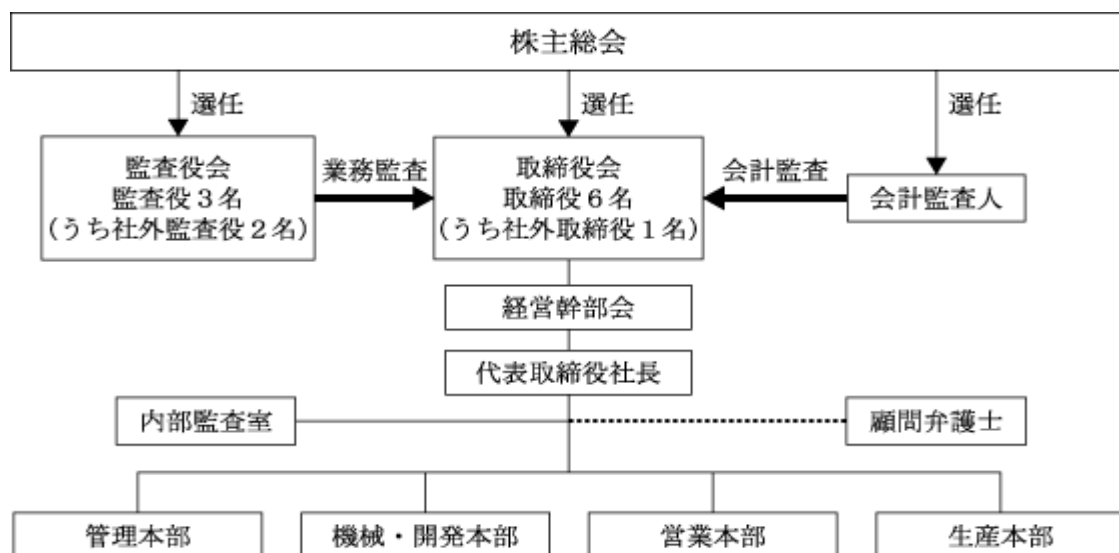 株主総会
選任
選任
選任
監査役会
監査役3名
(うち社外監査役2名)
業務監査
取締役会
取締役6名
(うち社外取締役1名)
会計監査
会計監査人
経営幹部会
代表取締役社長
内部監査室
顧問弁護士
管理本部
機械・開発本部
営業本部
生産本部